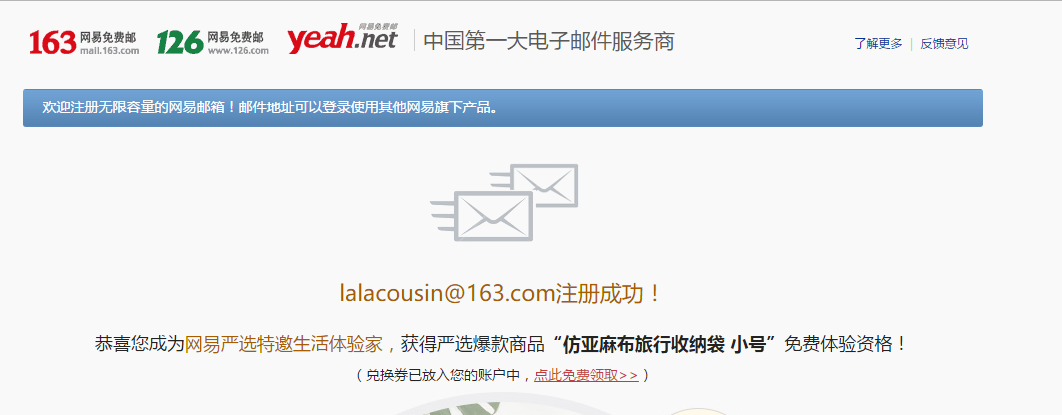 163 网易免费邮 mail.163.com 126 网易免费邮 www.126.com yeah.net 网易免费邮 中国第一大电子邮件服务商 了解更多 | 反馈意见
欢迎注册无限容量的网易邮箱！邮件地址可以登录使用其他网易旗下产品。
lalacousin@163.com注册成功！
恭喜您成为网易严选特邀生活体验家，获得严选爆款商品“仿亚麻布旅行收纳袋 小号”免费体验资格！
（兑换券已放入您的账户中，点此免费领取>>）